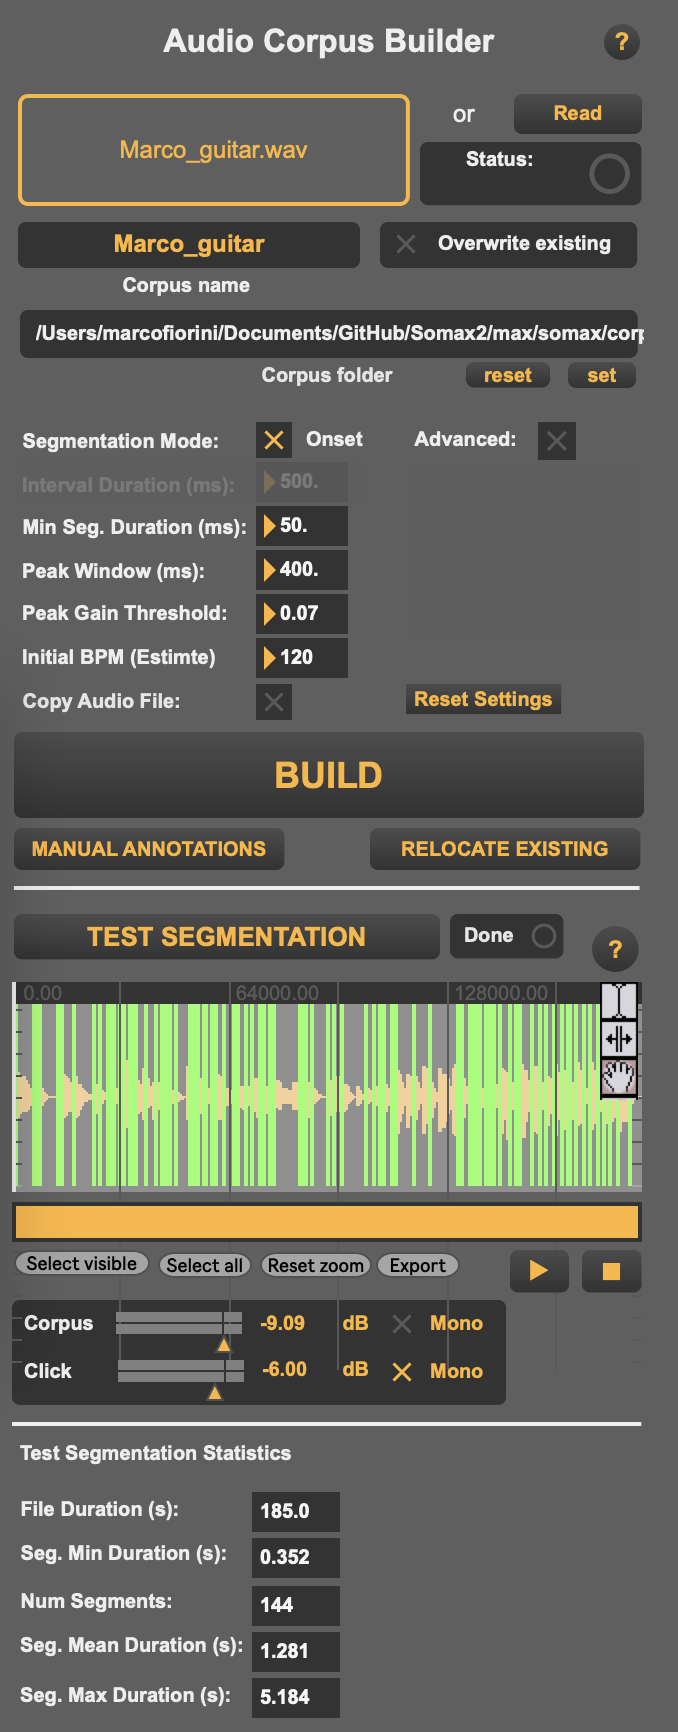 Audio Corpus Builder ?
Marco_guitar.wav or Read
Status:
Marco_guitar Overwrite existing
Corpus name
/Users/marcofiorini/Documents/GitHub/Somax2/max/somax/corp
Corpus folder reset set
Segmentation Mode: Onset Advanced:
Interval Duration (ms): 500.
Min Seg. Duration (ms): 50.
Peak Window (ms): 400.
Peak Gain Threshold: 0.07
Initial BPM (Estimte) 120
Copy Audio File: Reset Settings
BUILD
MANUAL ANNOTATIONS RELOCATE EXISTING
TEST SEGMENTATION Done ?
0.00 64000.00 128000.00
Select visible Select all Reset zoom Export
Corpus -9.09 dB Mono
Click -6.00 dB Mono
Test Segmentation Statistics
File Duration (s): 185.0
Seg. Min Duration (s): 0.352
Num Segments: 144
Seg. Mean Duration (s): 1.281
Seg. Max Duration (s): 5.184